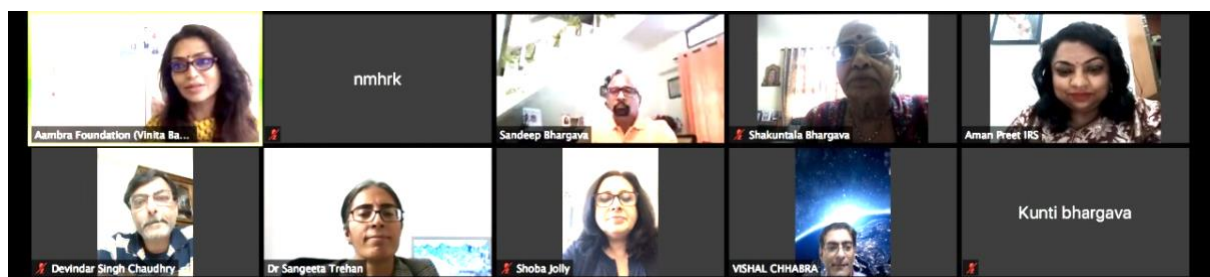 Aambra Foundation (Vinita Ba...
nmhrk
Sandeep Bhargava
Shakuntala Bhargava
Aman Preet IRS
Devindar Singh Chaudhry
Dr Sangeeta Trehan
Shoba Jolly
VISHAL CHHABRA
Kunti bhargava